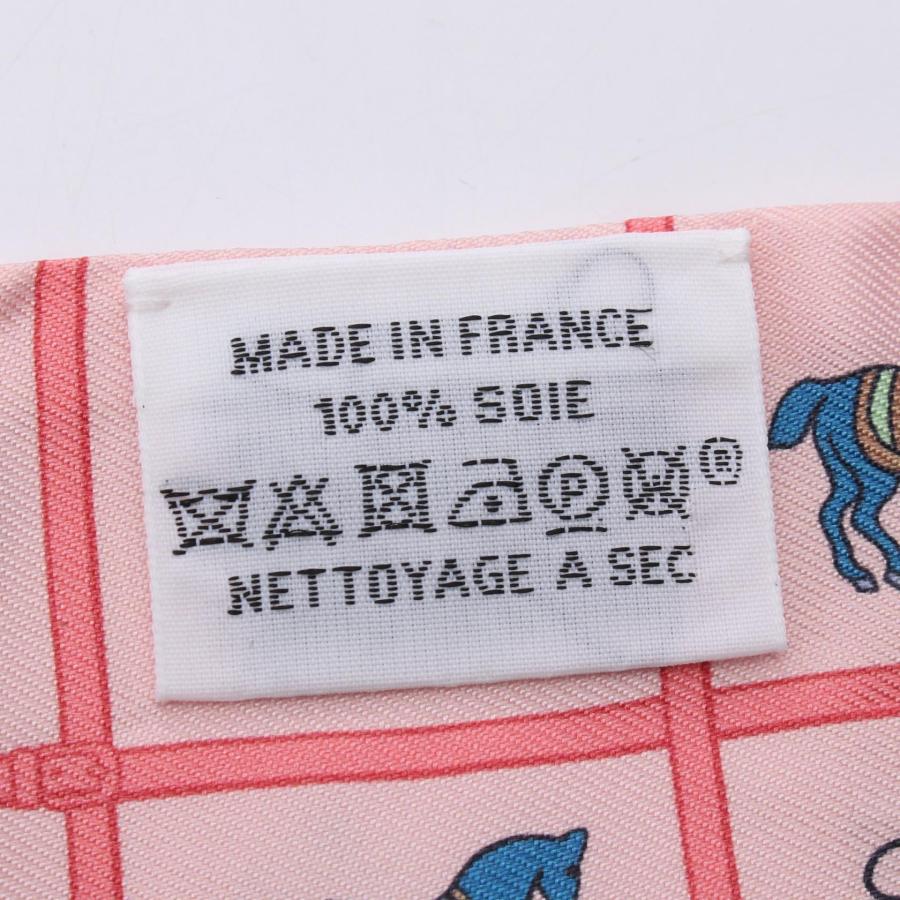 MADE IN FRANCE
100% SOIE
P ®
NETTOYAGE A SEC